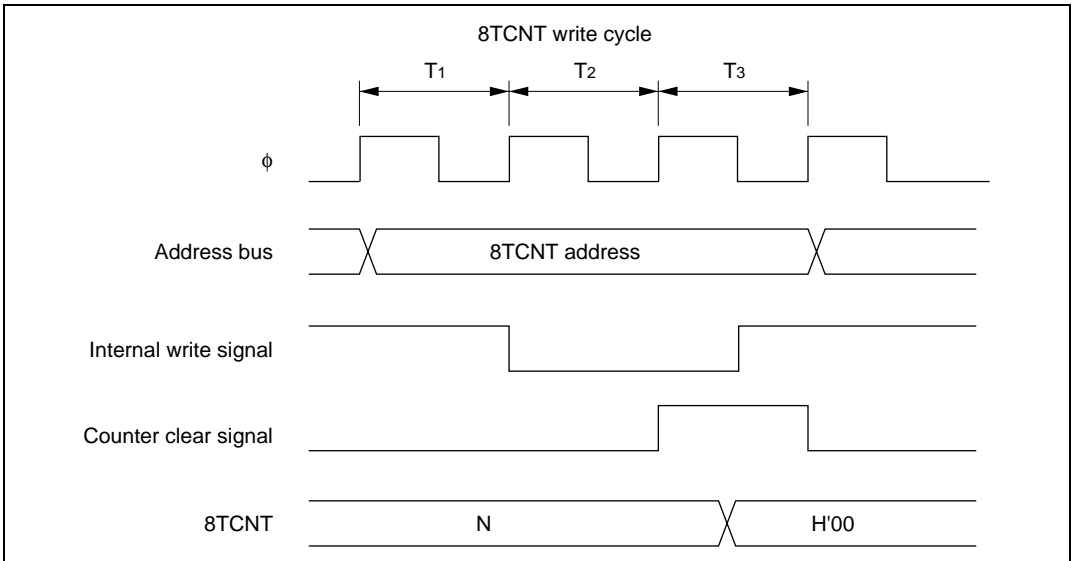 8TCNT write cycle
T1 T2 T3
φ
Address bus 8TCNT address
Internal write signal
Counter clear signal
8TCNT N H'00